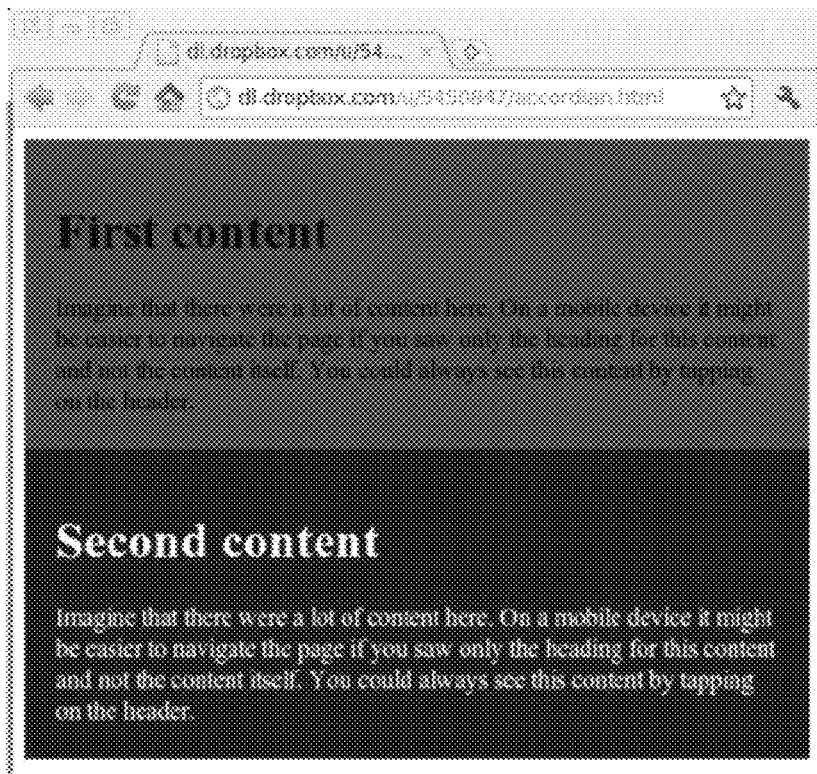 dl.dropbox.com/u/54...
dl.dropbox.com/u/5450847/accordian.html
First content
Imagine that there were a lot of content here. On a mobile device it might
be easier to navigate the page if you saw only the heading for this content
and not the content itself. You could always see this content by tapping
on the header.
Second content
Imagine that there were a lot of content here. On a mobile device it might
be easier to navigate the page if you saw only the heading for this content
and not the content itself. You could always see this content by tapping
on the header.